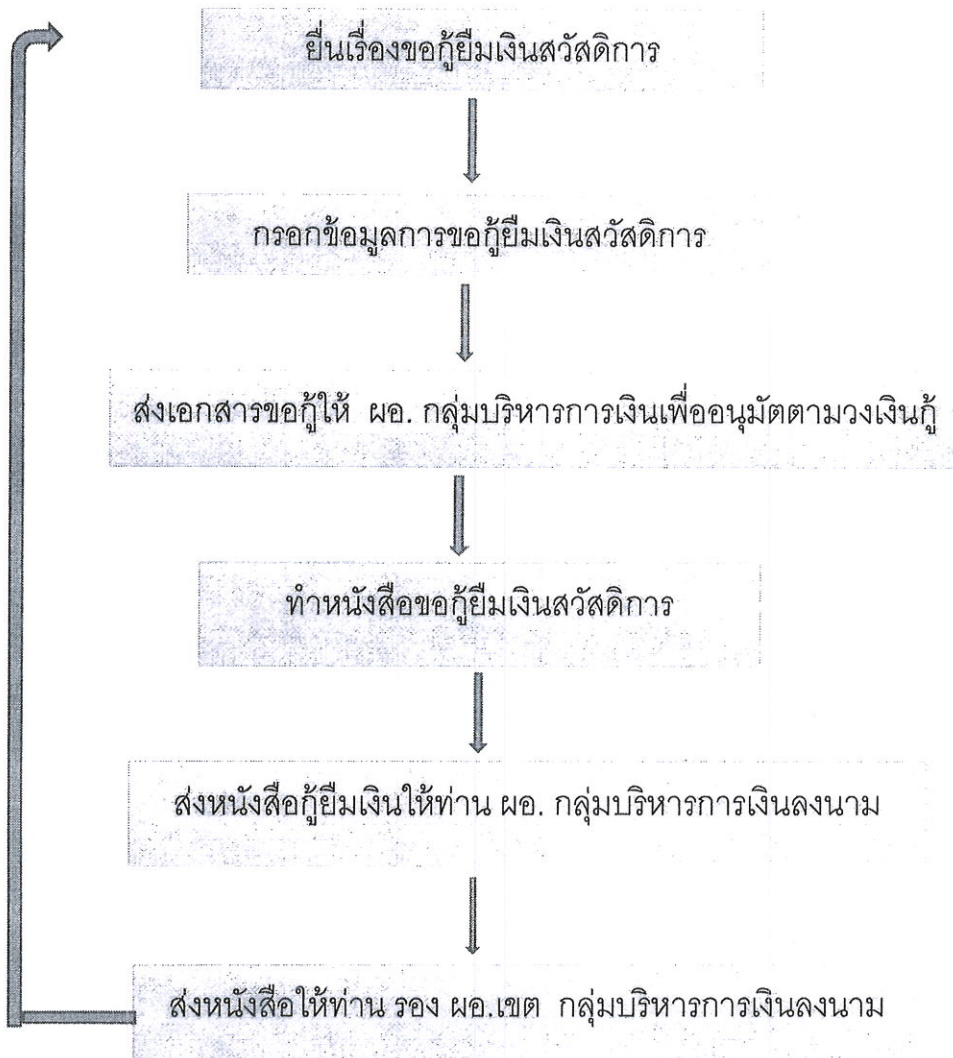 ยื่นเรื่องขอกู้ยืมเงินสวัสดิการ
กรอกข้อมูลการขอกู้ยืมเงินสวัสดิการ
ส่งเอกสารขอกู้ให้ ผอ. กลุ่มบริหารการเงินเพื่ออนุมัตตามวงเงินกู้
ทำหนังสือขอกู้ยืมเงินสวัสดิการ
ส่งหนังสือกู้ยืมเงินให้ท่าน ผอ. กลุ่มบริหารการเงินลงนาม
ส่งหนังสือให้ท่าน รอง ผอ.เขต กลุ่มบริหารการเงินลงนาม